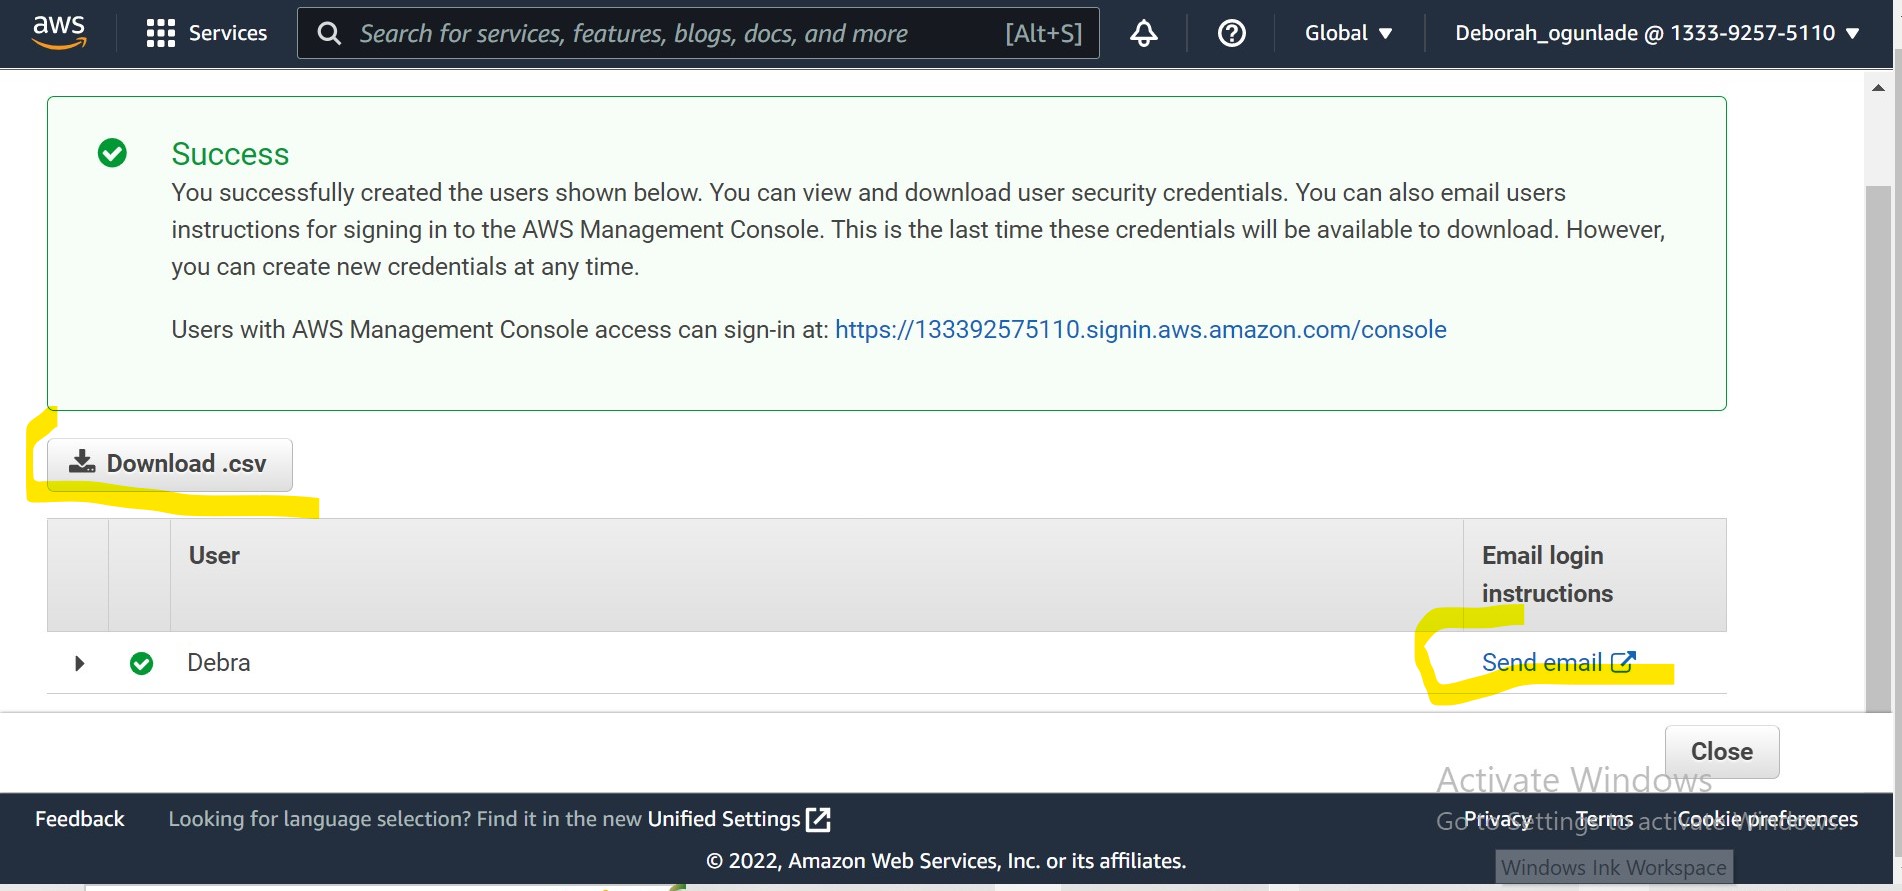 aws Services Search for services, features, blogs, docs, and more [Alt+S] Global ▼ Deborah_ogunlade @ 1333-9257-5110 ▼
Success
You successfully created the users shown below. You can view and download user security credentials. You can also email users
instructions for signing in to the AWS Management Console. This is the last time these credentials will be available to download. However,
you can create new credentials at any time.
Users with AWS Management Console access can sign-in at: https://133392575110.signin.aws.amazon.com/console
Download .csv
User
Email login
instructions
Debra
Send email
Close
Activate Windows
Go to Settings to activate Windows.
Feedback Looking for language selection? Find it in the new Unified Settings Privacy Terms Cookie preferences
© 2022, Amazon Web Services, Inc. or its affiliates.
Windows Ink Workspace